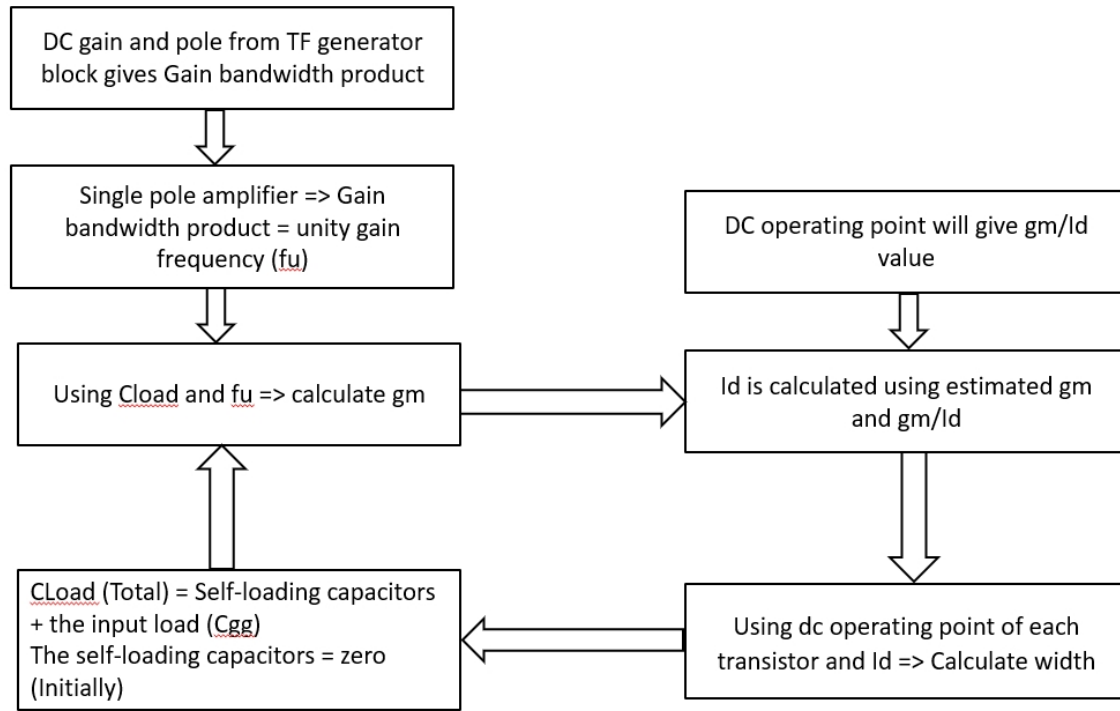 DC gain and pole from TF generator
block gives Gain bandwidth product
Single pole amplifier => Gain
bandwidth product = unity gain
frequency (fu)
Using Cload and fu => calculate gm
DC operating point will give gm/Id
value
Id is calculated using estimated gm
and gm/Id
Using dc operating point of each
transistor and Id => Calculate width
CLoad (Total) = Self-loading capacitors
+ the input load (Cgg)
The self-loading capacitors = zero
(Initially)